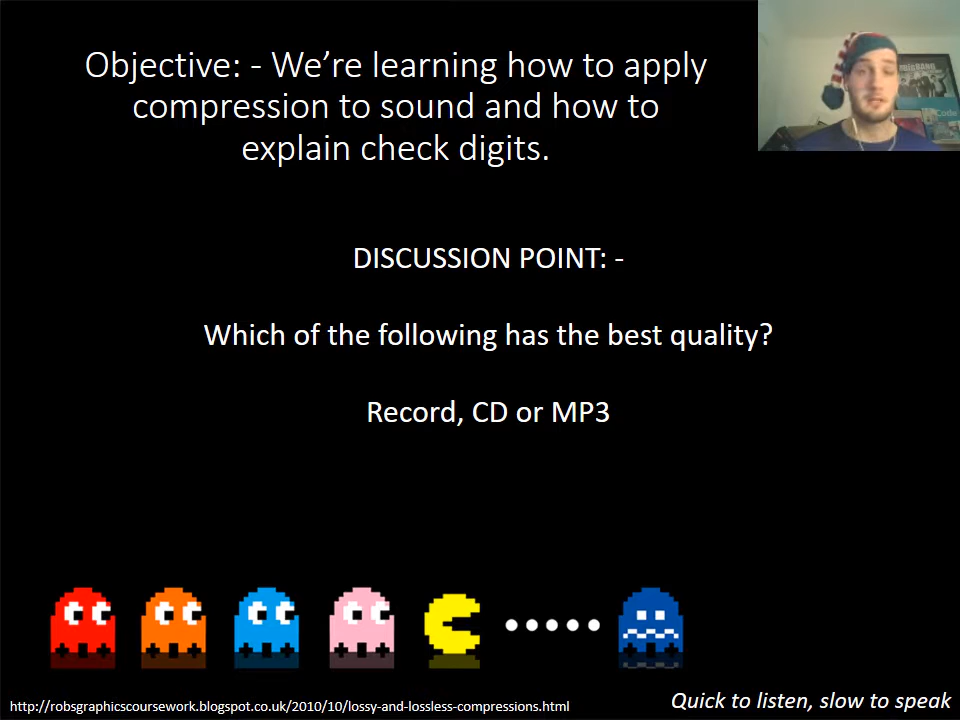 Objective: - We’re learning how to apply
compression to sound and how to
explain check digits.
DISCUSSION POINT: -
Which of the following has the best quality?
Record, CD or MP3
Code
http://robsgraphicscoursework.blogspot.co.uk/2010/10/lossy-and-lossless-compressions.html
Quick to listen, slow to speak